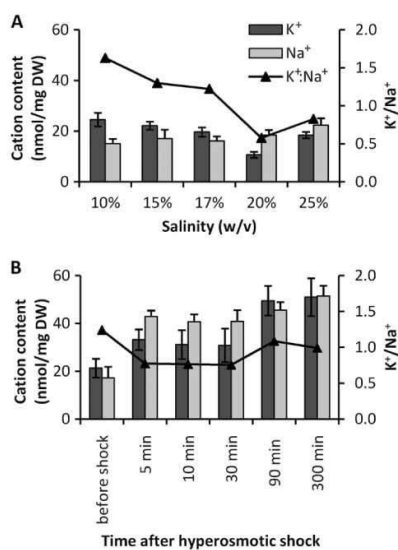 A
Cation content
(nmol/mg DW)
60
40
20
0
K⁺
Na⁺
K⁺:Na⁺
2.0
1.5
1.0
0.5
0.0
K⁺/Na⁺
10% 15% 17% 20% 25%
Salinity (w/v)
B
Cation content
(nmol/mg DW)
60
40
20
0
2.0
1.5
1.0
0.5
0.0
K⁺/Na⁺
before shock
5 min
10 min
30 min
90 min
300 min
Time after hyperosmotic shock